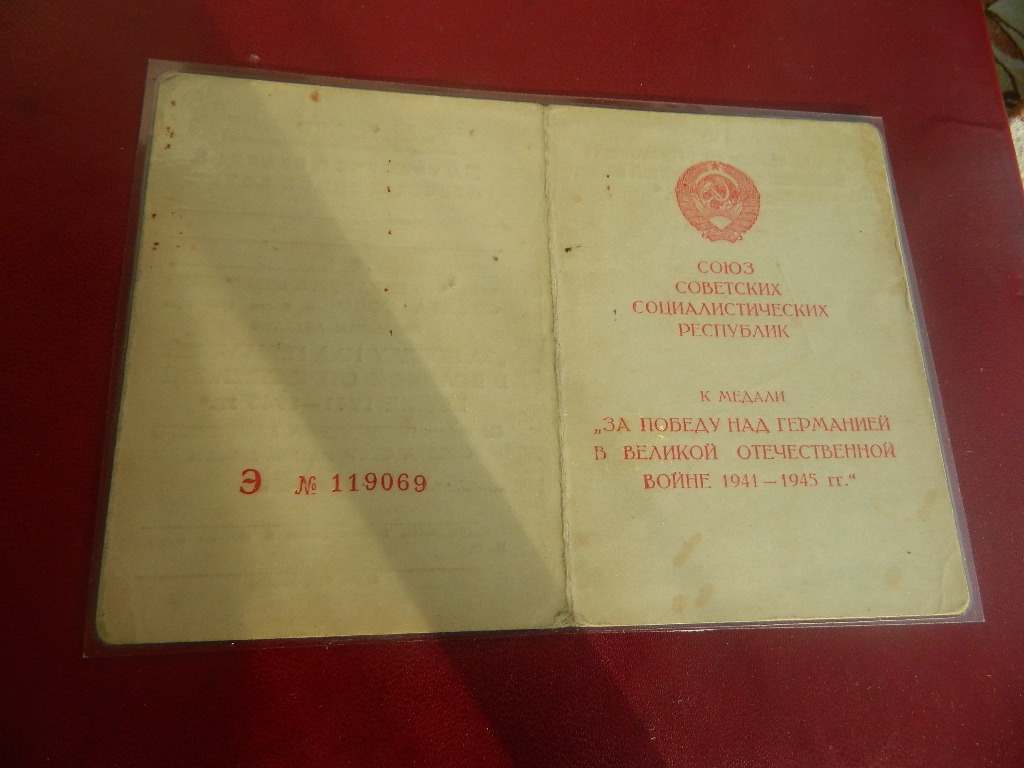 Э № 119069
СОЮЗ
СОВЕТСКИХ
СОЦИАЛИСТИЧЕСКИХ
РЕСПУБЛИК
К МЕДАЛИ
„ЗА ПОБЕДУ НАД ГЕРМАНИЕЙ
В ВЕЛИКОЙ ОТЕЧЕСТВЕННОЙ
ВОЙНЕ 1941 — 1945 гг.“